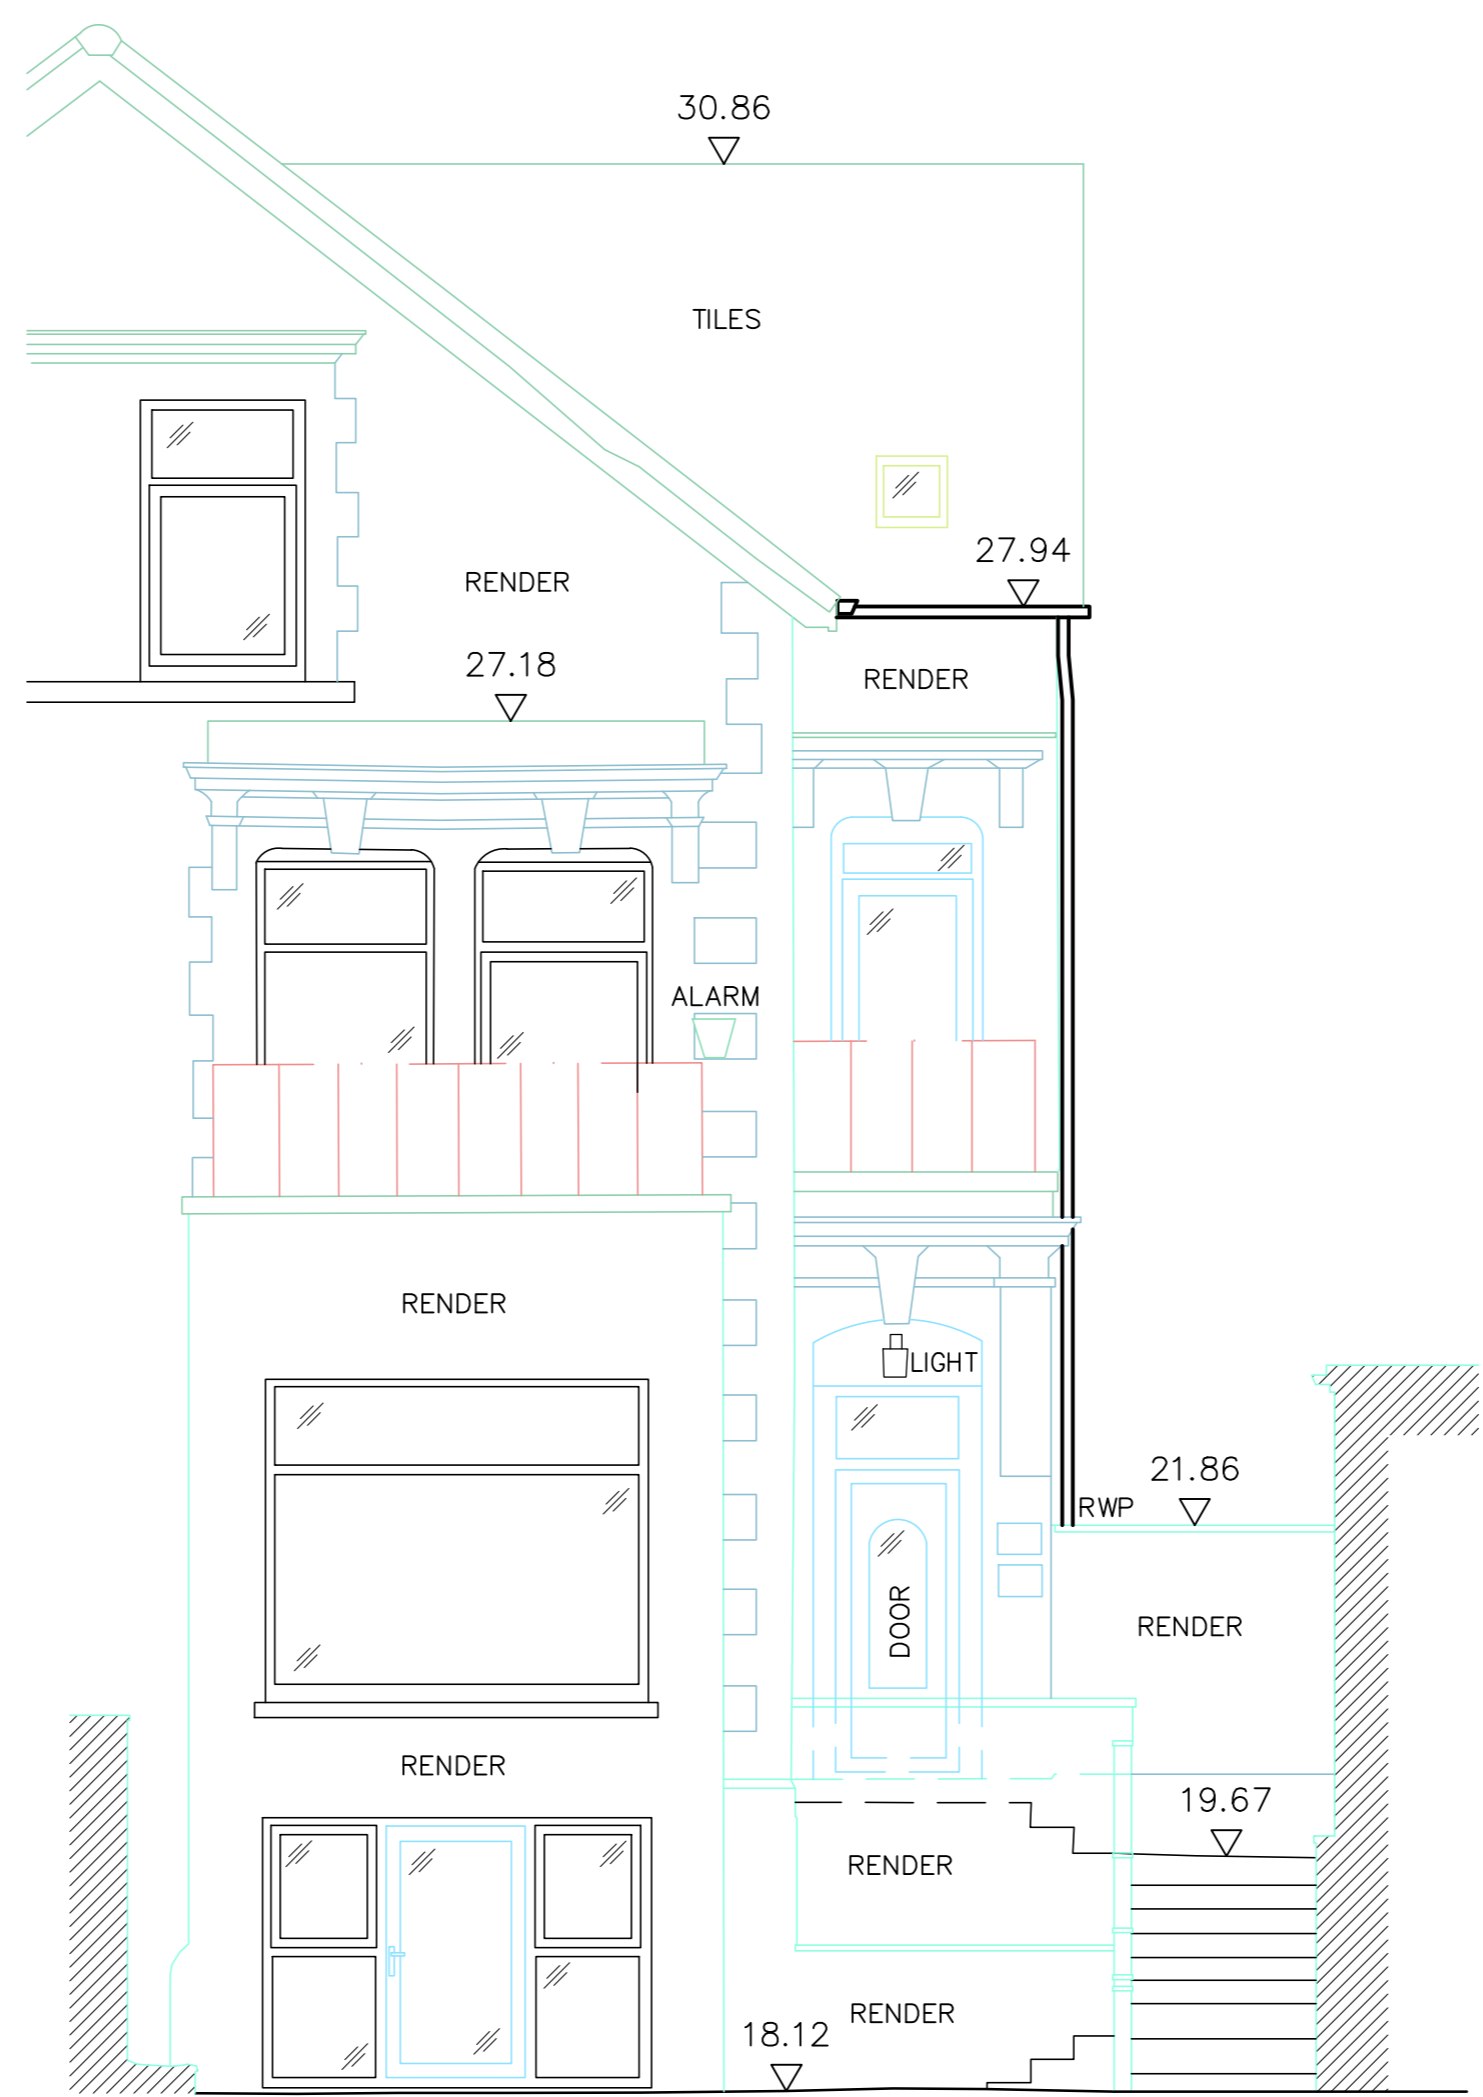 30.86
TILES
27.94
RENDER
27.18
RENDER
ALARM
RENDER
LIGHT
21.86
RWP
DOOR
RENDER
RENDER
19.67
RENDER
RENDER
18.12